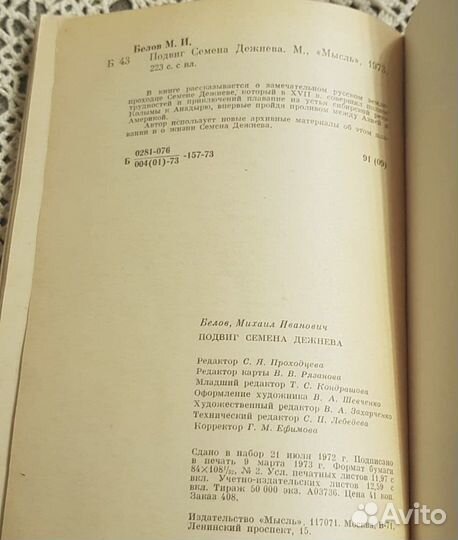 Белов М. И.
Б 43 Подвиг Семена Дежнева. М., «Мысль», 1973.
223 с. с ил.
В книге рассказывается о замечательном русском земле-
проходце Семене Дежневе, который в XVII в. совершил полное
трудностей и приключений плавание из устья сибирской реки
Колымы к Анадырю, впервые пройдя проливом между Азией и
Америкой.
Автор использует новые архивные материалы об этом пла-
вании и о жизни Семена Дежнева.
Б 0281-076
004(01)-73 -157-73 91 (09)
Белов, Михаил Иванович
ПОДВИГ СЕМЕНА ДЕЖНЕВА
Редактор С. Я. Проходцева
Редактор карты В. В. Рязанова
Младший редактор Т. С. Кондрашова
Оформление художника В. А. Шевченко
Художественный редактор В. А. Захарченко
Технический редактор С. П. Лебедева
Корректор Г. М. Ефимова
Сдано в набор 21 июля 1972 г. Подписано
в печать 9 марта 1973 г. Формат бумаги
84×108¹/₃₂, № 2. Усл. печатных листов 11,97 с
вкл. Учетно-издательских листов 12,59 с
вкл. Тираж 50 000 экз. А03736. Цена 41 коп.
Заказ 408.
Издательство «Мысль», 117071. Москва, В-71,
Ленинский проспект, 15.
Avito